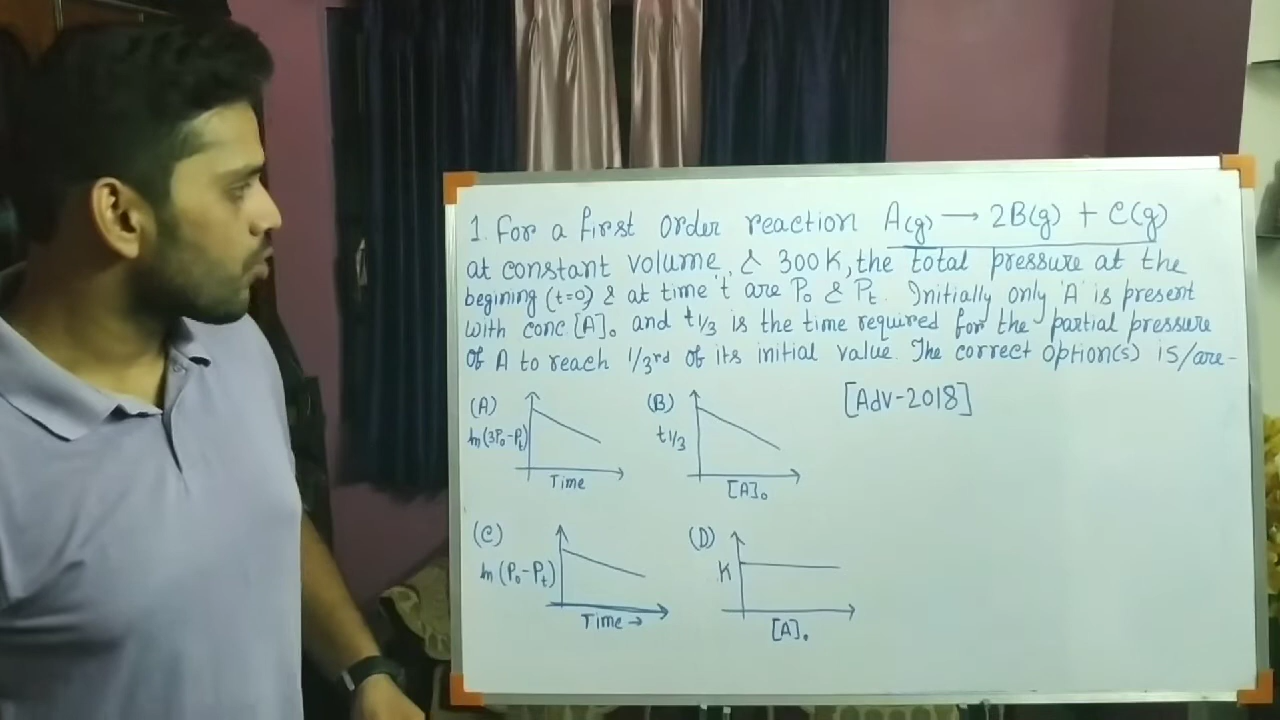 1. For a first order reaction A(g) → 2B(g) + C(g)
at constant volume, & 300K, the total pressure at the
begining (t=0) & at time 't' are P₀ & Pₜ. Initially only 'A' is present
with conc [A]₀ and t1/3 is the time required for the partial pressure
of A to reach 1/3rd of its initial value. The correct option(s) is/are-
[Adv-2018]
(A)
ln(3P₀-Pₜ)
Time
(B)
t1/3
[A]₀
(C)
ln(P₀-Pₜ)
Time →
(D)
K
[A]₀